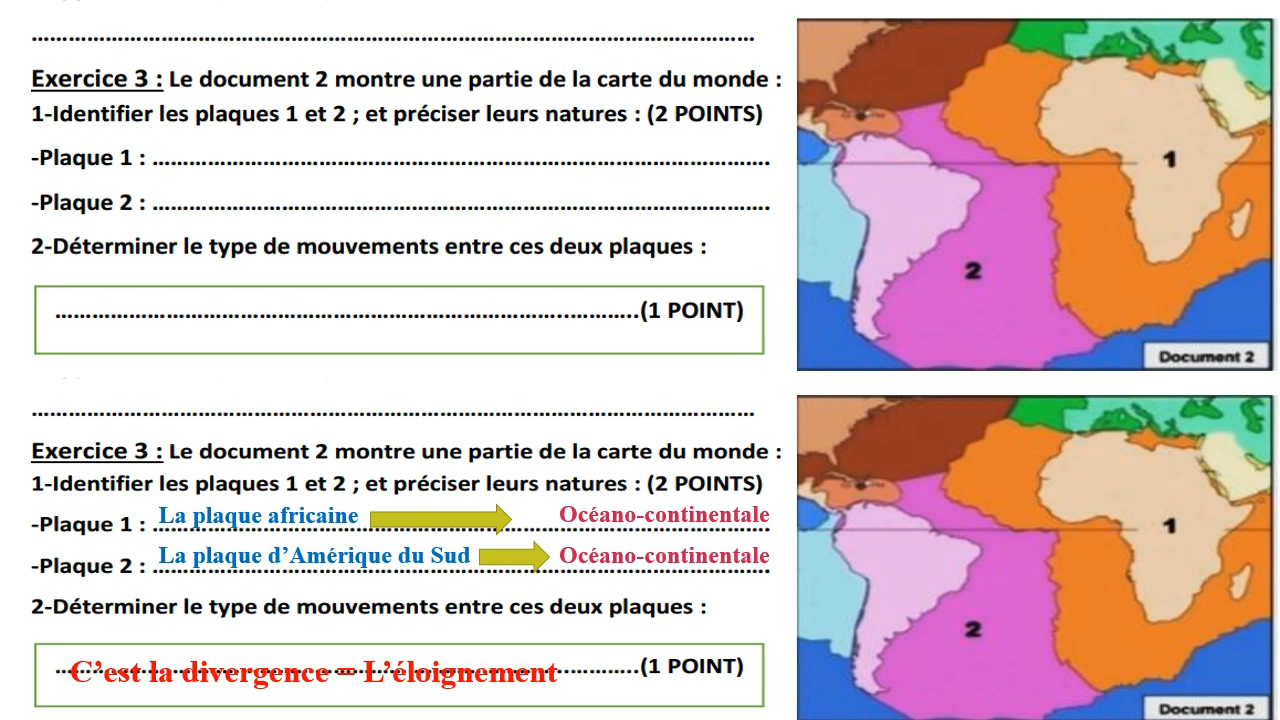 ……………………………………………………………………………………………………
Exercice 3 : Le document 2 montre une partie de la carte du monde :
1-Identifier les plaques 1 et 2 ; et préciser leurs natures : (2 POINTS)
-Plaque 1 : ……………………………………………………………………………………….
-Plaque 2 : ……………………………………………………………………………………….
2-Déterminer le type de mouvements entre ces deux plaques :
………………………………………………………………………..………..(1 POINT)
1
2
Document 2
……………………………………………………………………………………………………
Exercice 3 : Le document 2 montre une partie de la carte du monde :
1-Identifier les plaques 1 et 2 ; et préciser leurs natures : (2 POINTS)
-Plaque 1 : La plaque africaine Océano-continentale
-Plaque 2 : La plaque d’Amérique du Sud Océano-continentale
2-Déterminer le type de mouvements entre ces deux plaques :
C’est la divergence = L’éloignement ………..(1 POINT)
1
2
Document 2